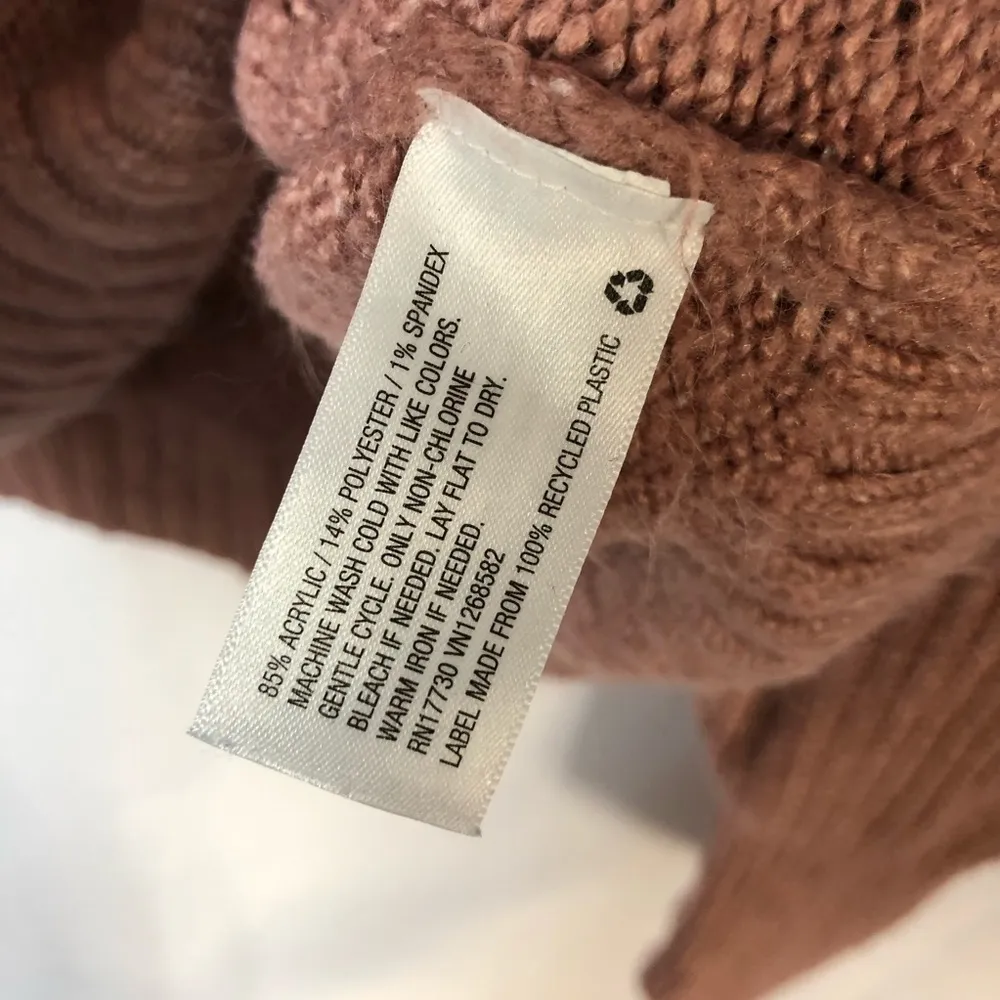 85% ACRYLIC / 14% POLYESTER / 1% SPANDEX
MACHINE WASH COLD WITH LIKE COLORS.
GENTLE CYCLE. ONLY NON-CHLORINE
BLEACH IF NEEDED. LAY FLAT TO DRY.
WARM IRON IF NEEDED.
RN17730 VN1268582
LABEL MADE FROM 100% RECYCLED PLASTIC